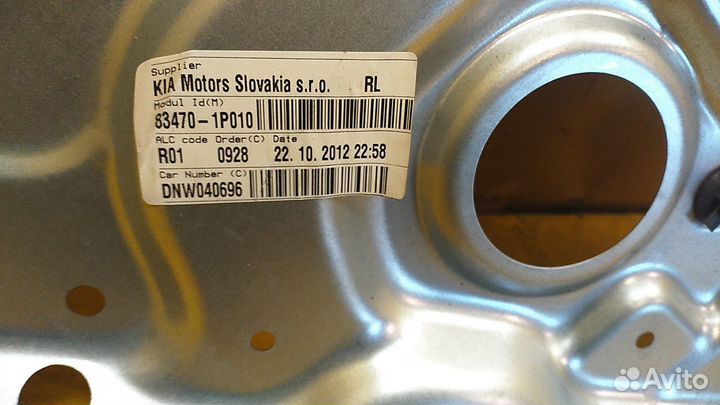 Supplier
KIA Motors Slovakia s.r.o. RL
Modul Id(M)
83470-1P010
ALC code Order(C) Date
R01 0928 22. 10. 2012 22:58
Car Number (C)
DNW040696
Avito